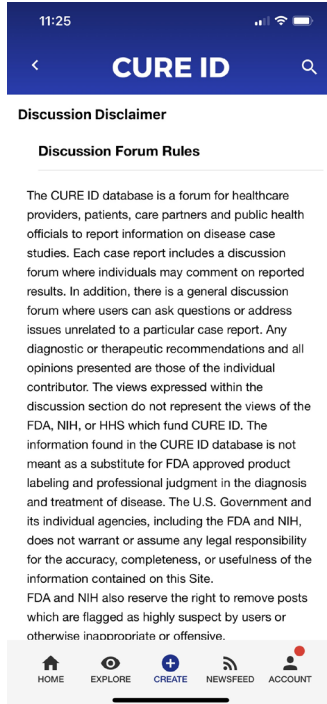 11:25
CURE ID
Discussion Disclaimer
Discussion Forum Rules
The CURE ID database is a forum for healthcare
providers, patients, care partners and public health
officials to report information on disease case
studies. Each case report includes a discussion
forum where individuals may comment on reported
results. In addition, there is a general discussion
forum where users can ask questions or address
issues unrelated to a particular case report. Any
diagnostic or therapeutic recommendations and all
opinions presented are those of the individual
contributor. The views expressed within the
discussion section do not represent the views of the
FDA, NIH, or HHS which fund CURE ID. The
information found in the CURE ID database is not
meant as a substitute for FDA approved product
labeling and professional judgment in the diagnosis
and treatment of disease. The U.S. Government and
its individual agencies, including the FDA and NIH,
does not warrant or assume any legal responsibility
for the accuracy, completeness, or usefulness of the
information contained on this Site.
FDA and NIH also reserve the right to remove posts
which are flagged as highly suspect by users or
otherwise inappropriate or offensive.
HOME EXPLORE CREATE NEWSFEED ACCOUNT